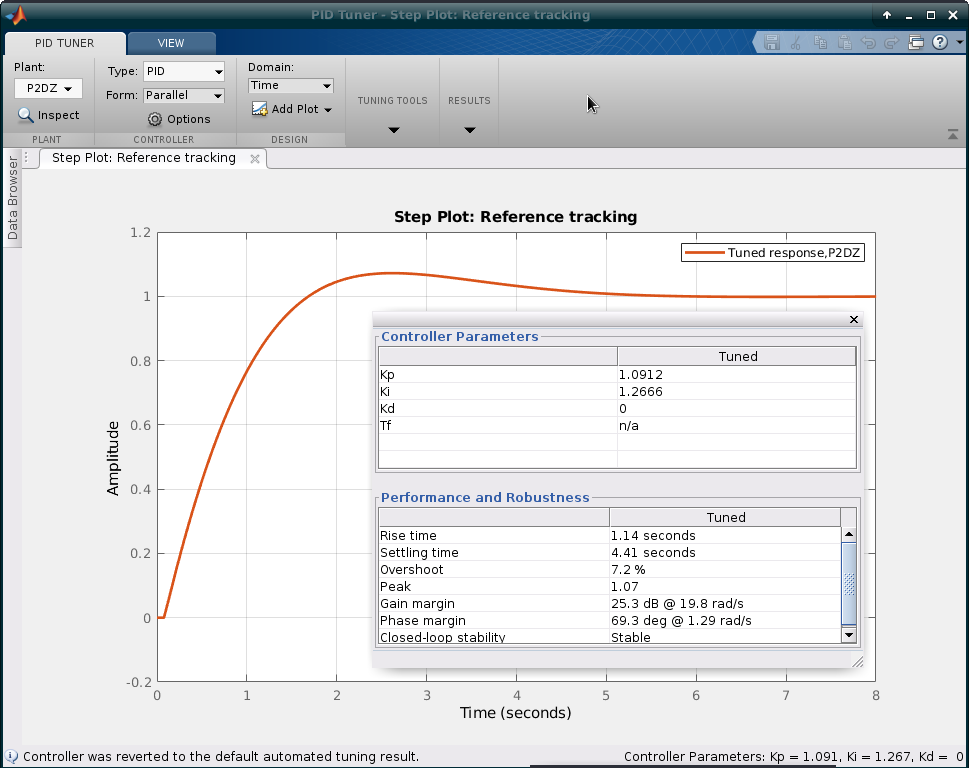 PID Tuner - Step Plot: Reference tracking
PID TUNER VIEW
Plant: Type: PID Domain:
P2DZ Form: Parallel Time
Inspect Options Add Plot TUNING TOOLS RESULTS
PLANT CONTROLLER DESIGN
Data Browser
Step Plot: Reference tracking
Step Plot: Reference tracking
Tuned response,P2DZ
Amplitude
1.2
1
0.8
0.6
0.4
0.2
0
-0.2
Controller Parameters
Tuned
Kp 1.0912
Ki 1.2666
Kd 0
Tf n/a
Performance and Robustness
Tuned
Rise time 1.14 seconds
Settling time 4.41 seconds
Overshoot 7.2 %
Peak 1.07
Gain margin 25.3 dB @ 19.8 rad/s
Phase margin 69.3 deg @ 1.29 rad/s
Closed-loop stability Stable
0 1 2 3 4 5 6 7 8
Time (seconds)
Controller was reverted to the default automated tuning result. Controller Parameters: Kp = 1.091, Ki = 1.267, Kd = 0